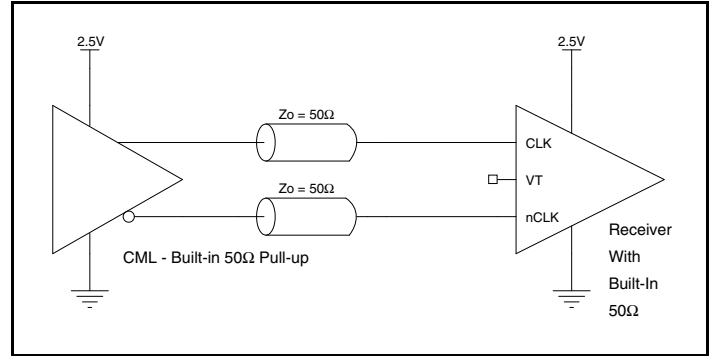 2.5V
2.5V
Zo = 50Ω
CLK
VT
Zo = 50Ω
nCLK
CML - Built-in 50Ω Pull-up
Receiver
With
Built-In
50Ω